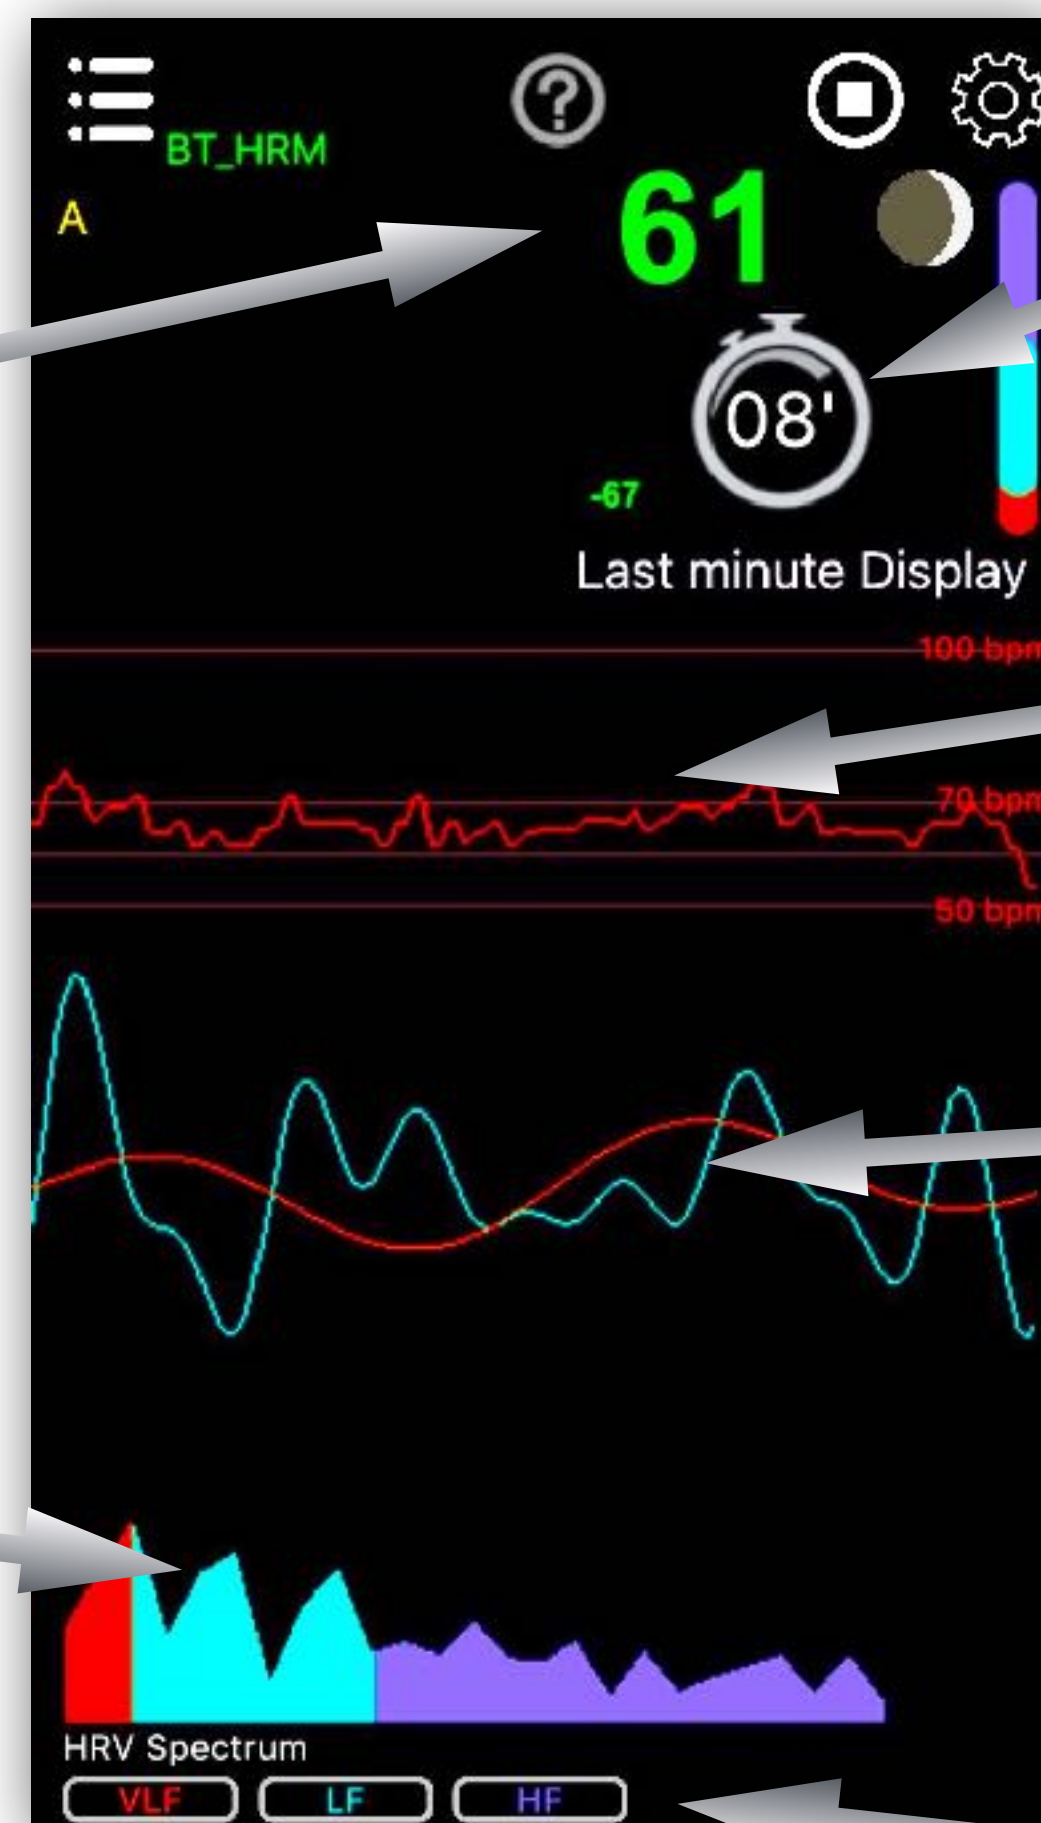 BT_HRM
A
61
08'
-67
Last minute Display
100 bpm
70 bpm
50 bpm
HRV Spectrum
VLF LF HF